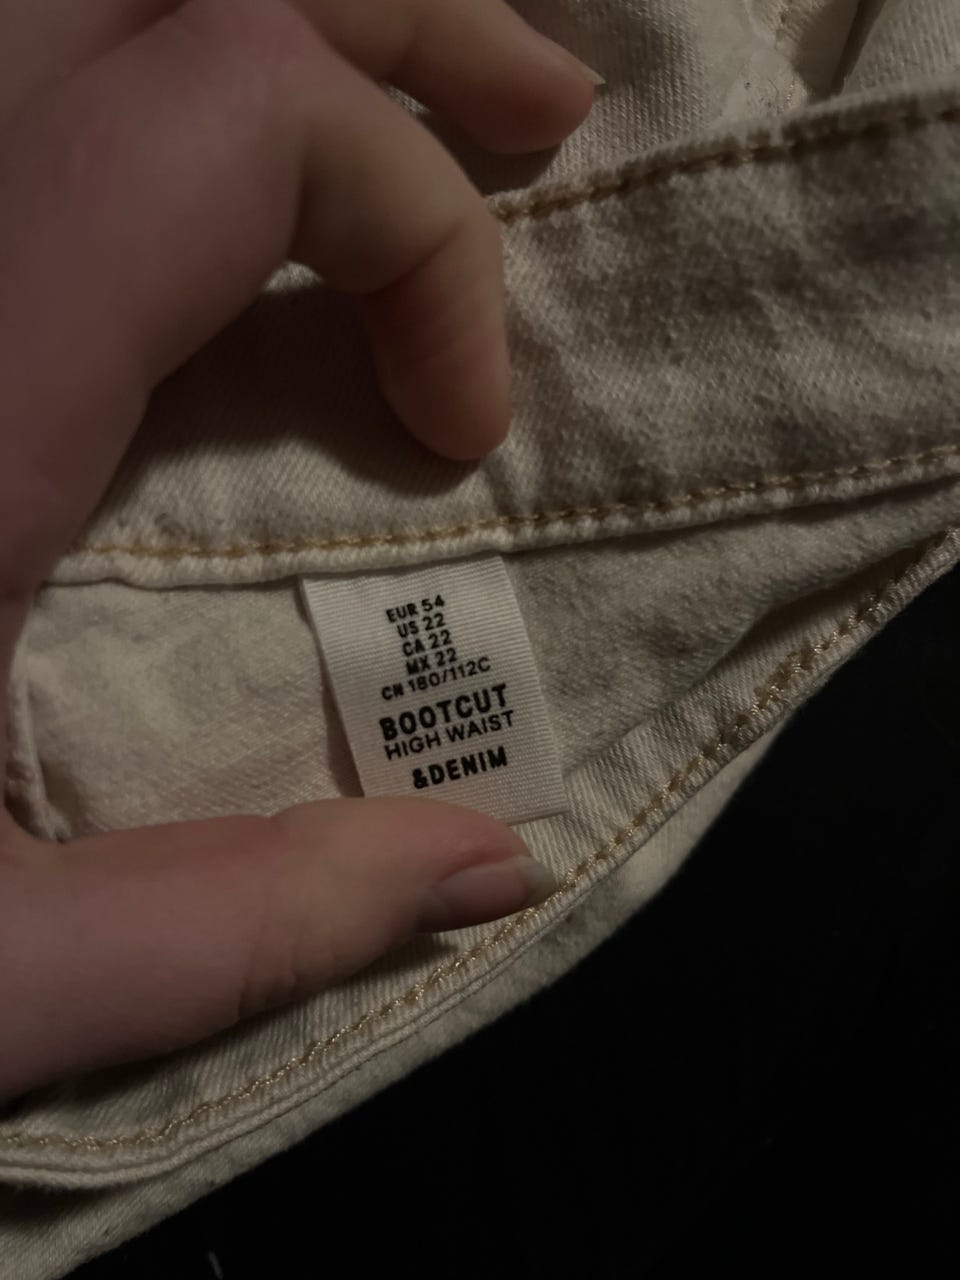 EUR 54
US 22
CA 22
MX 22
CN 180/112C
BOOTCUT
HIGH WAIST
&DENIM